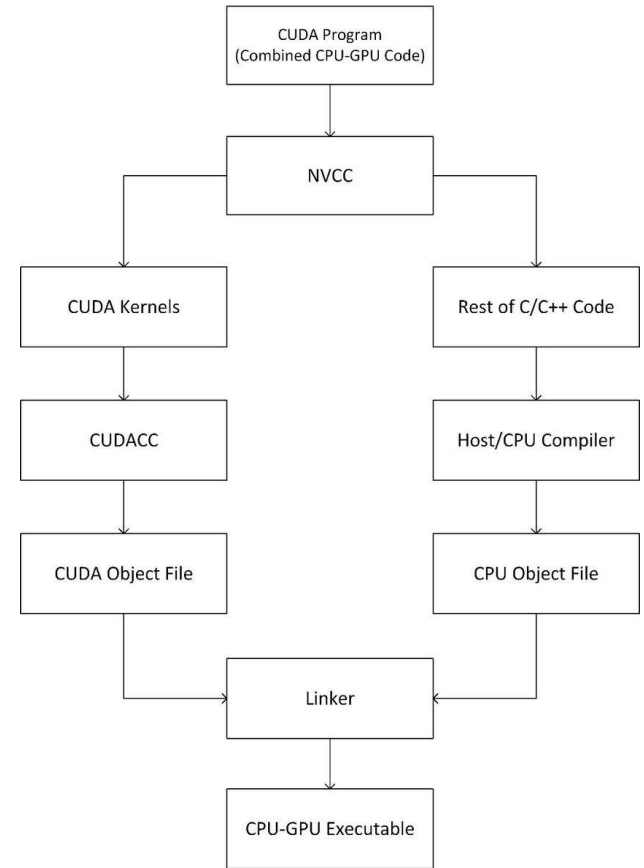 CUDA Program
(Combined CPU-GPU Code)
NVCC
CUDA Kernels
Rest of C/C++ Code
CUDACC
Host/CPU Compiler
CUDA Object File
CPU Object File
Linker
CPU-GPU Executable